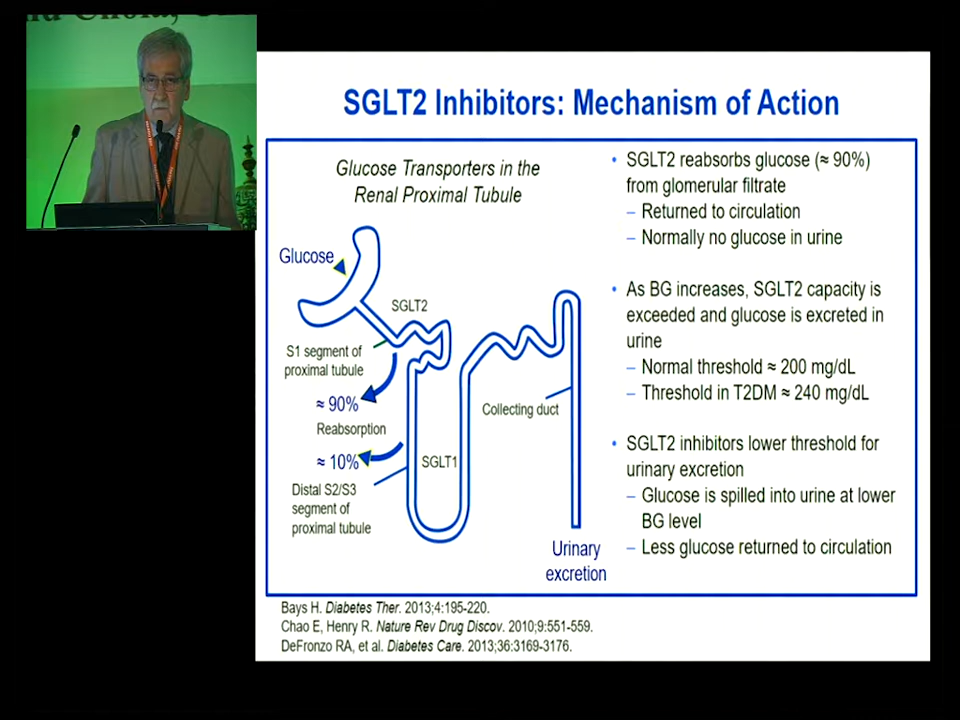 SGLT2 Inhibitors: Mechanism of Action
Glucose Transporters in the
Renal Proximal Tubule
Glucose
SGLT2
S1 segment of
proximal tubule
≈ 90%
Reabsorption
≈ 10%
SGLT1
Distal S2/S3
segment of
proximal tubule
Collecting duct
Urinary
excretion
• SGLT2 reabsorbs glucose (≈ 90%)
from glomerular filtrate
– Returned to circulation
– Normally no glucose in urine
• As BG increases, SGLT2 capacity is
exceeded and glucose is excreted in
urine
– Normal threshold ≈ 200 mg/dL
– Threshold in T2DM ≈ 240 mg/dL
• SGLT2 inhibitors lower threshold for
urinary excretion
– Glucose is spilled into urine at lower
BG level
– Less glucose returned to circulation
Bays H. Diabetes Ther. 2013;4:195-220.
Chao E, Henry R. Nature Rev Drug Discov. 2010;9:551-559.
DeFronzo RA, et al. Diabetes Care. 2013;36:3169-3176.